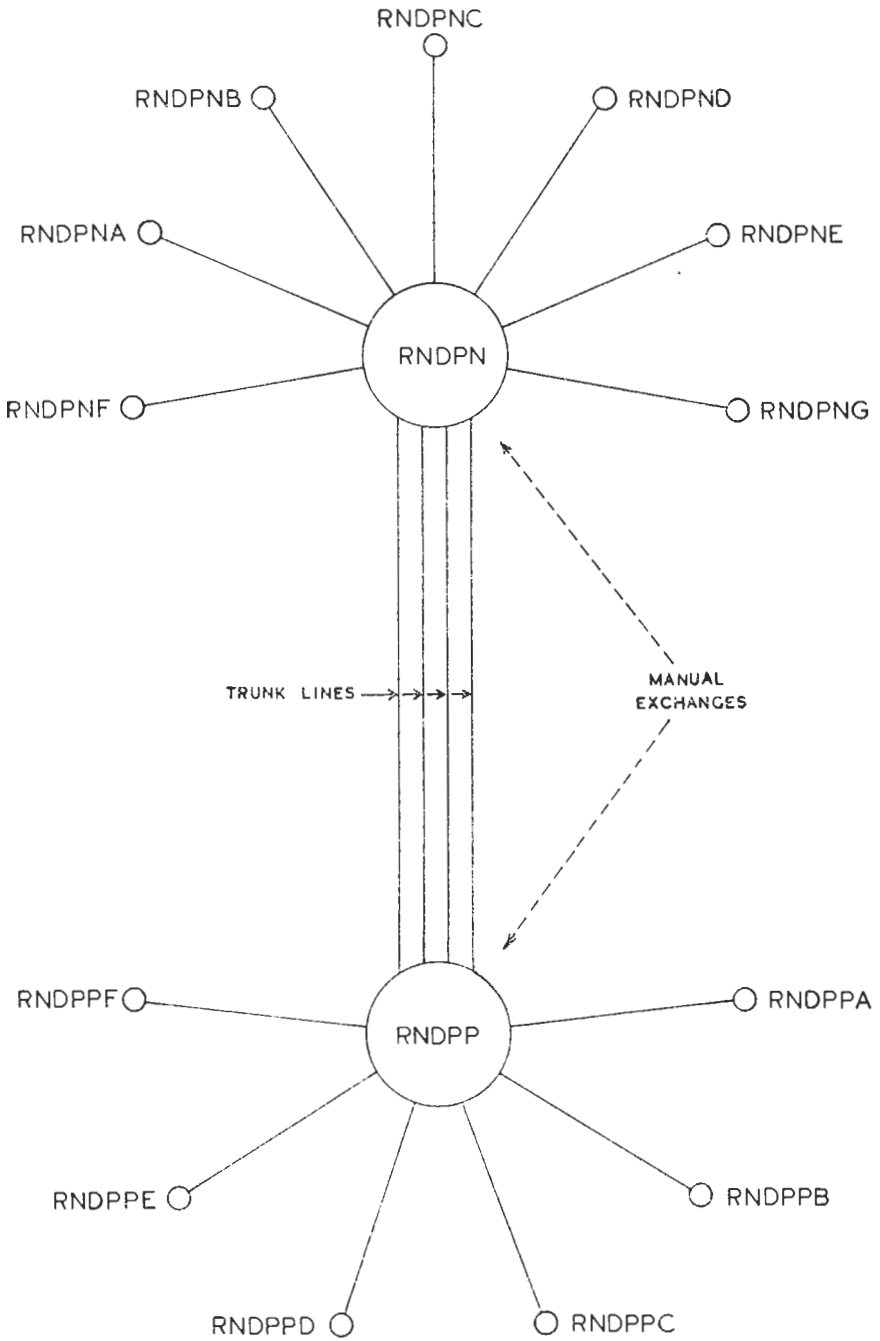 RNDPNC
RNDPNB
RNDPND
RNDPNA
RNDPNE
RNDPN
RNDPNF
RNDPNG
TRUNK LINES
MANUAL
EXCHANGES
RNDPPF
RNDPPA
RNDPP
RNDPPE
RNDPPB
RNDPPD
RNDPPC